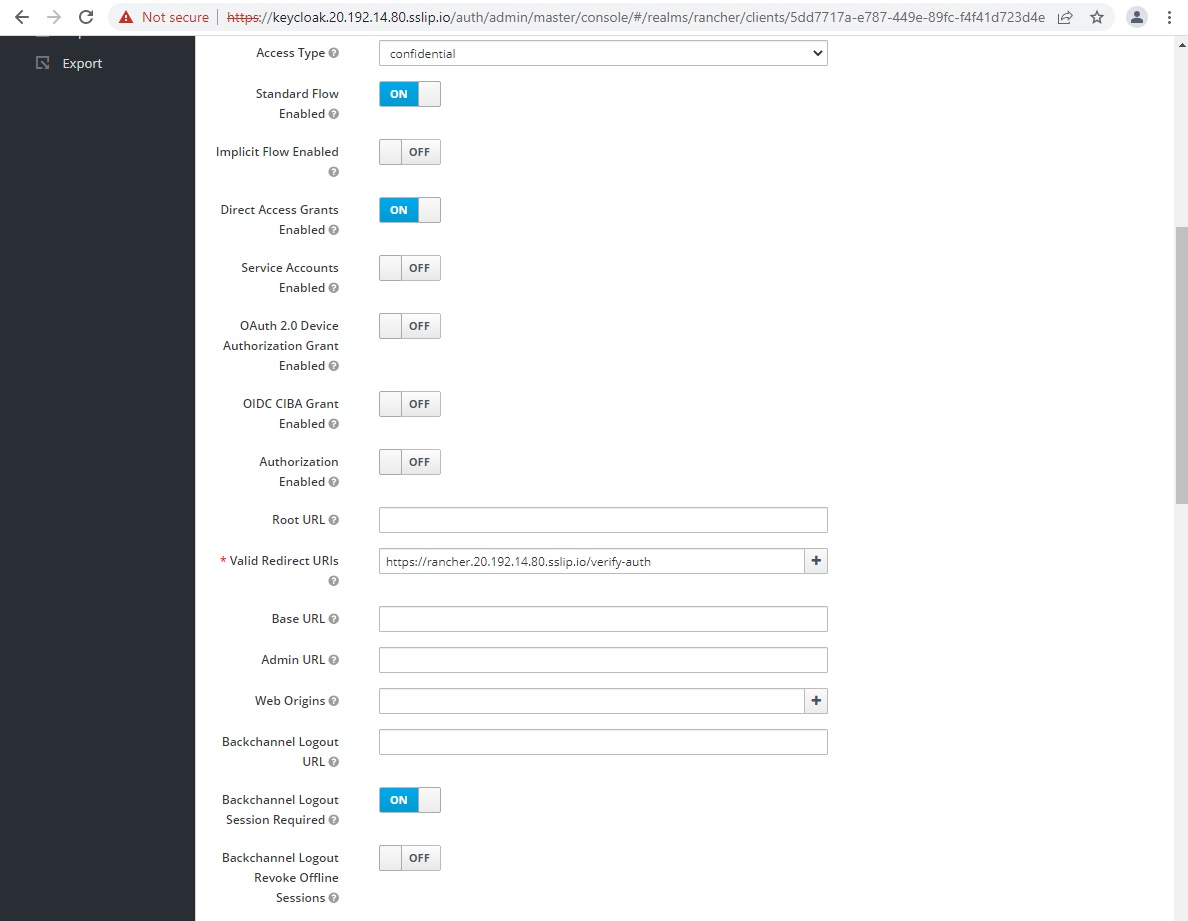 Not secure
https://keycloak.20.192.14.80.sslip.io/auth/admin/master/console/#/realms/rancher/clients/5dd7717a-e787-449e-89fc-f4f41d723d4e
Export
Access Type
confidential
Standard Flow
Enabled
ON
Implicit Flow Enabled
OFF
Direct Access Grants
Enabled
ON
Service Accounts
Enabled
OFF
OAuth 2.0 Device
Authorization Grant
Enabled
OFF
OIDC CIBA Grant
Enabled
OFF
Authorization
Enabled
OFF
Root URL
* Valid Redirect URIs
https://rancher.20.192.14.80.sslip.io/verify-auth
Base URL
Admin URL
Web Origins
Backchannel Logout
URL
Backchannel Logout
Session Required
ON
Backchannel Logout
Revoke Offline
Sessions
OFF